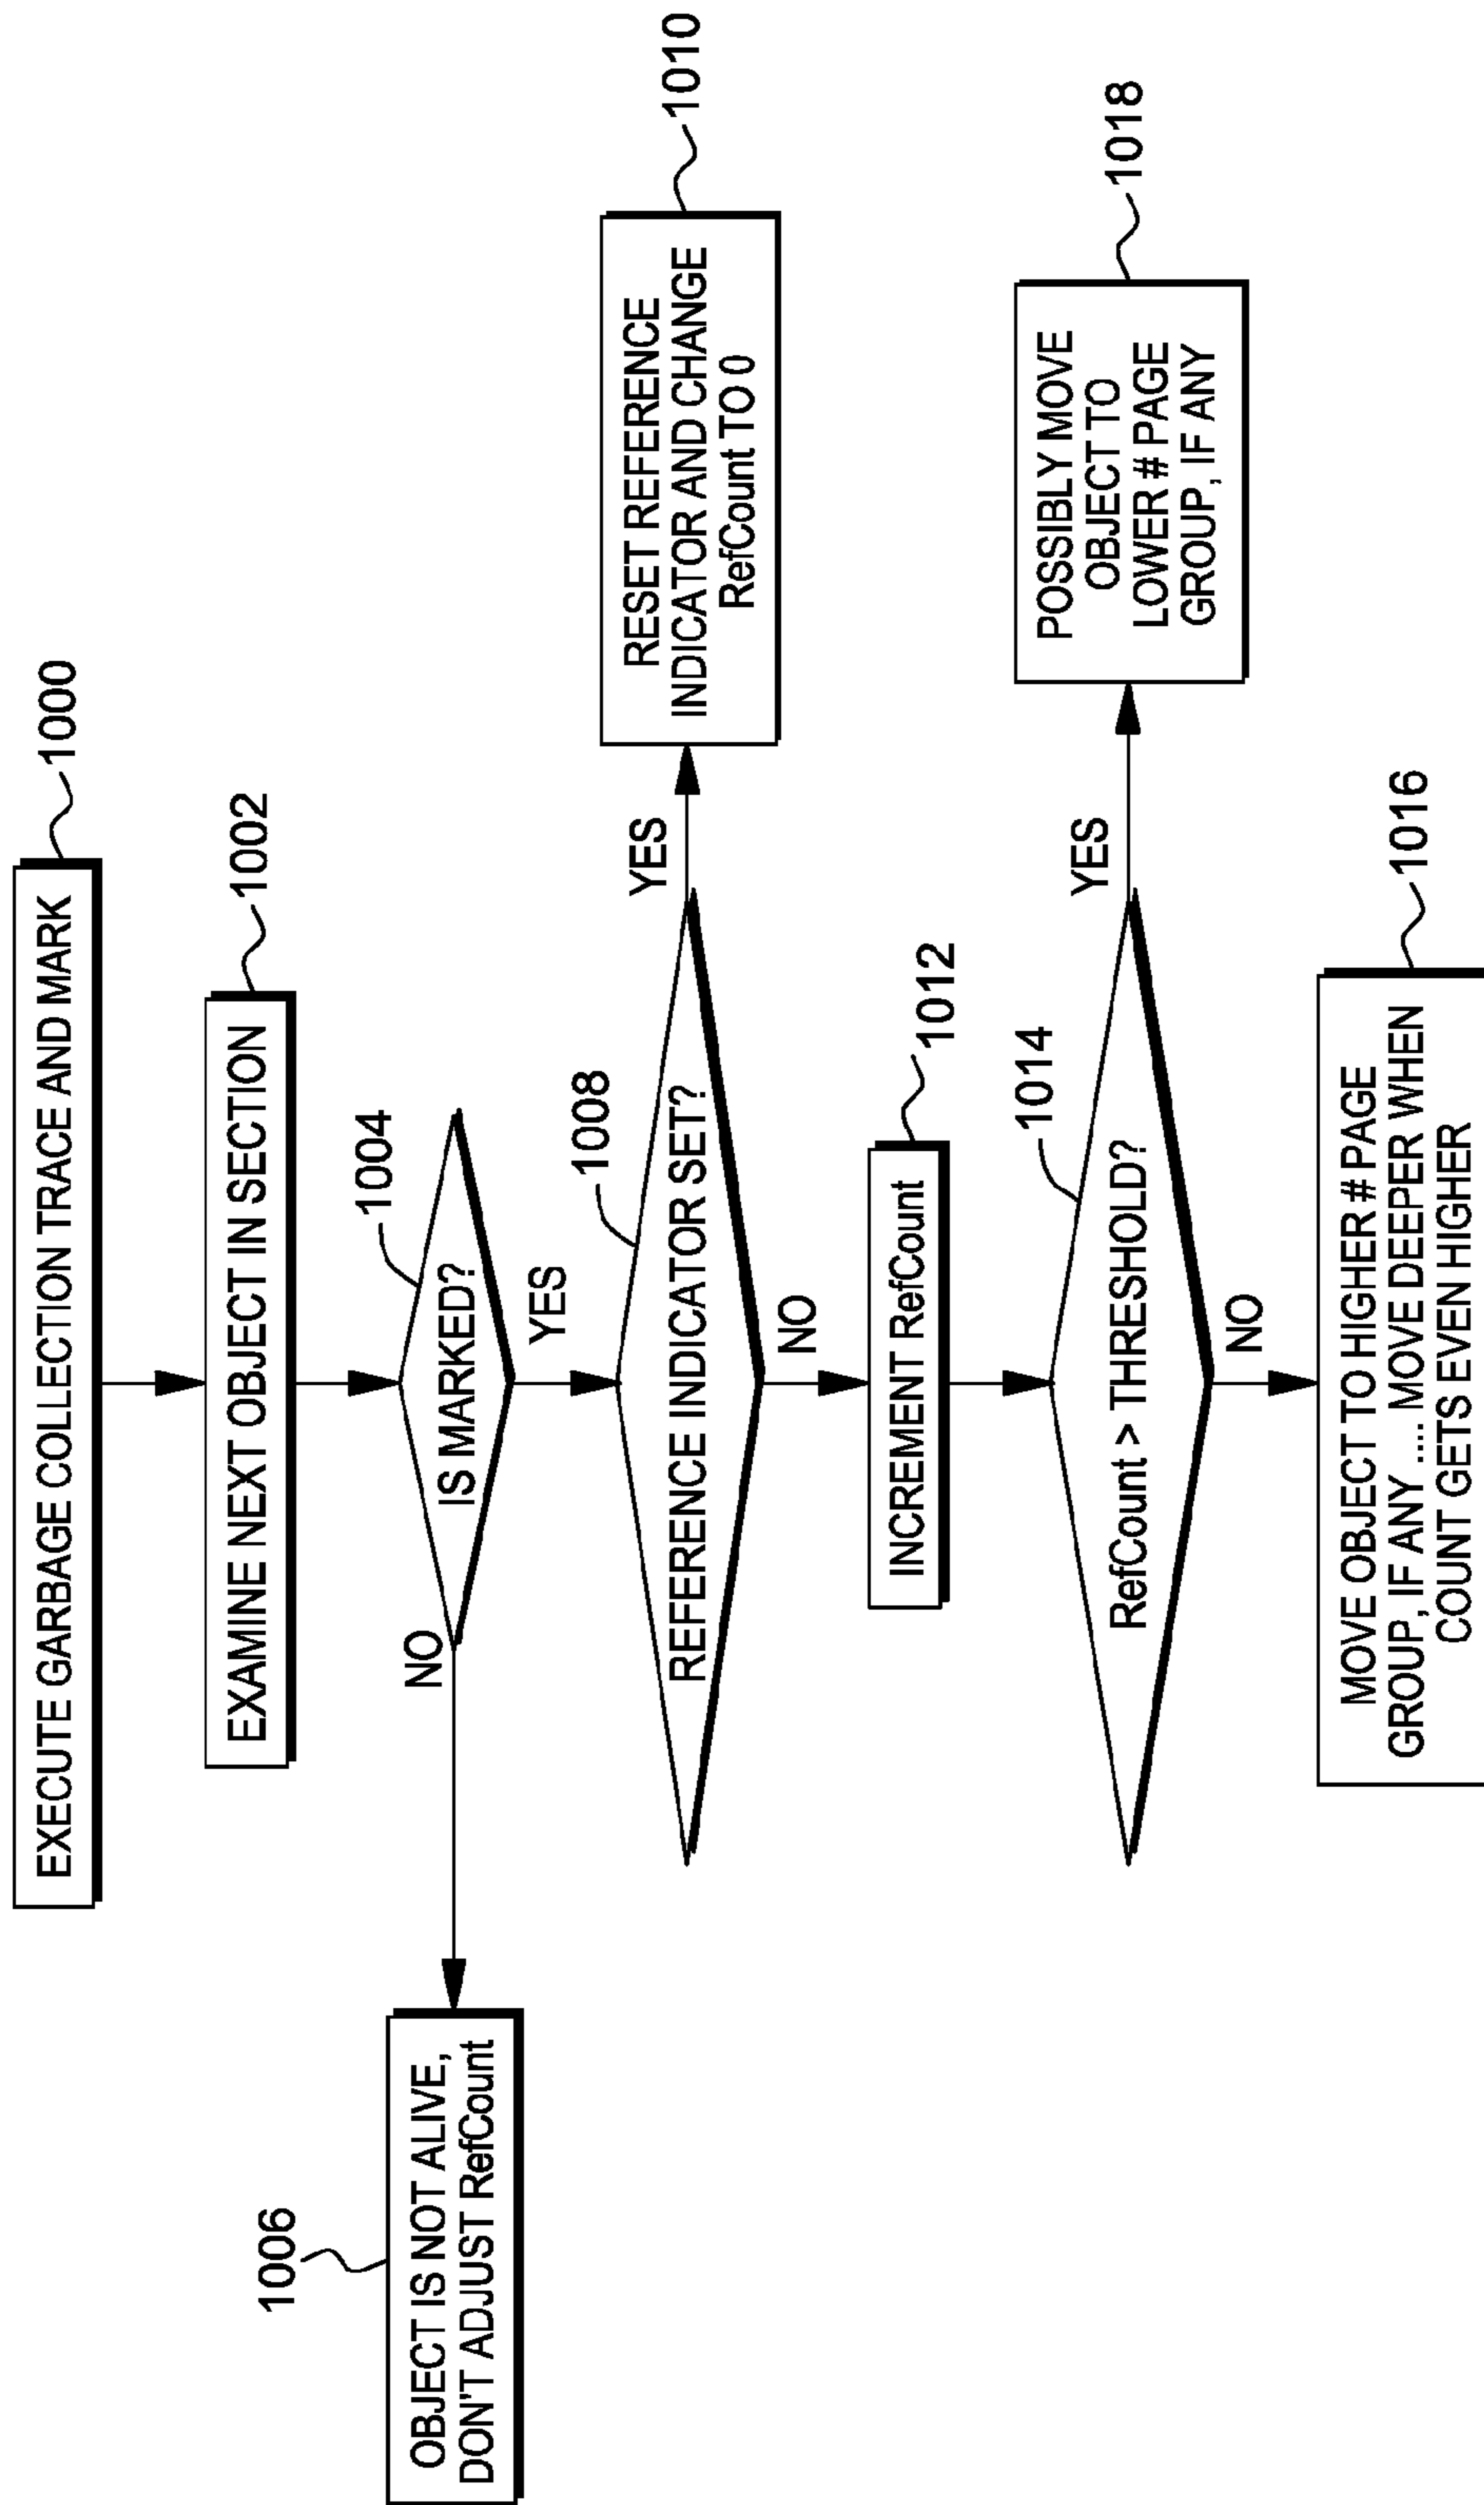 EXECUTE GARBAGE COLLECTION TRACE AND MARK
1000
EXAMINE NEXT OBJECT IN SECTION
1002
1004
IS MARKED?
NO
YES
1006
OBJECT IS NOT ALIVE,
DON'T ADJUST RefCount
1008
REFERENCE INDICATOR SET?
YES
NO
RESET REFERENCE
INDICATOR AND CHANGE
RefCount TO 0
1010
INCREMENT RefCount
1012
1014
RefCount > THRESHOLD?
YES
NO
POSSIBLY MOVE
OBJECT TO
LOWER # PAGE
GROUP, IF ANY
1018
MOVE OBJECT TO HIGHER # PAGE
GROUP, IF ANY .... MOVE DEEPER WHEN
COUNT GETS EVEN HIGHER
1016